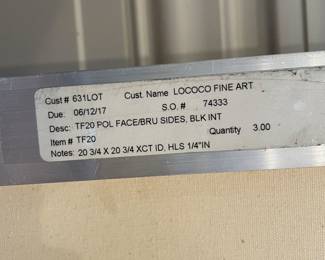 Cust # 631LOT Cust. Name LOCOCO FINE ART
Due: 06/12/17 S.O.# 74333
Desc: TF20 POL FACE/BRU SIDES, BLK INT
Item # TF20 Quantity 3.00
Notes: 20 3/4 X 20 3/4 XCT ID, HLS 1/4"IN